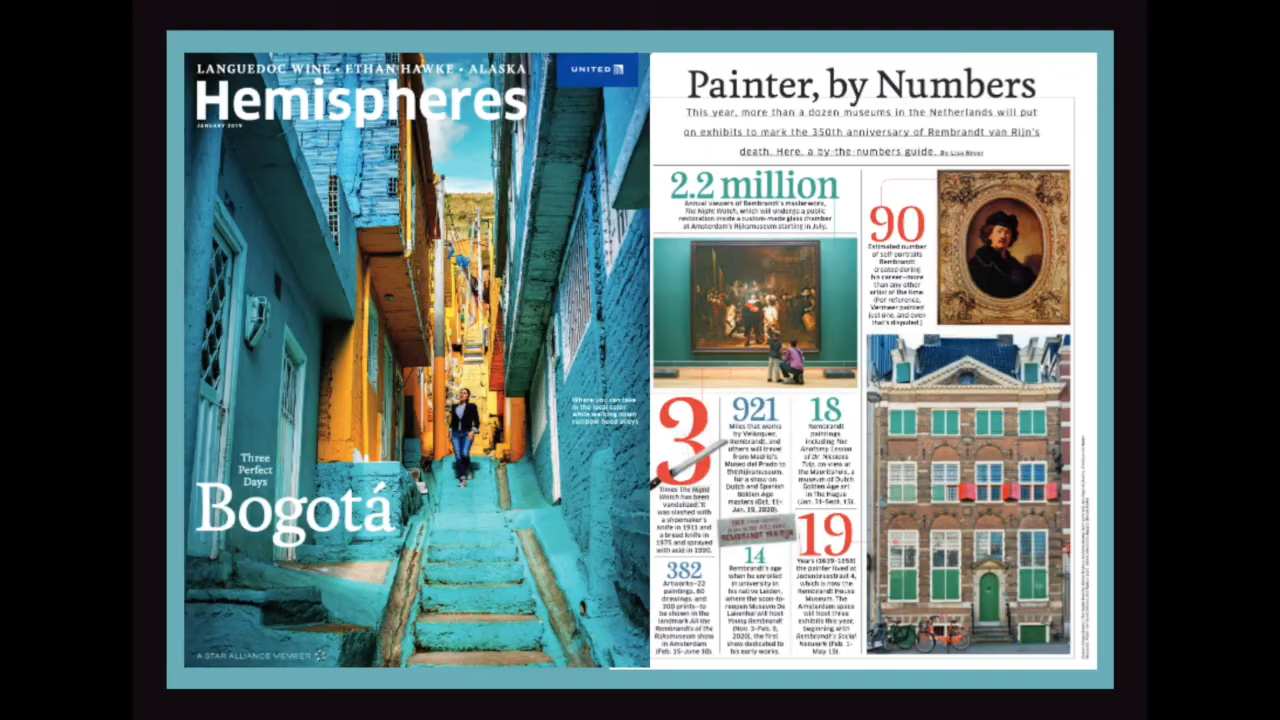 LANGUEDOC WINE • ETHAN HAWKE • ALASKA
UNITED
Hemispheres
JANUARY 2019
Where you can take
in the local color
while walking down
rainbow-hued alleys
Three
Perfect
Days
Bogotá
A STAR ALLIANCE MEMBER
Painter, by Numbers
This year, more than a dozen museums in the Netherlands will put
on exhibits to mark the 350th anniversary of Rembrandt van Rijn's
death. Here, a by-the-numbers guide. By Lisa
2.2 million
Annual viewers of Rembrandt's masterwork,
The Night Watch, which will undergo a public
restoration inside a custom-made glass chamber
at Amsterdam's Rijksmuseum starting in July.
90
Estimated number
of self-portraits
Rembrandt
created during
his career—more
than any other
artist of the time.
(For reference,
Vermeer painted
just one, and even
that's disputed.)
3
Times The Night
Watch has been
vandalized: It
was slashed with
a shoemaker's
knife in 1911 and
a bread knife in
1975 and sprayed
with acid in 1990.
382
Artworks—22
paintings, 60
drawings, and
300 prints—to
be shown in the
landmark All the
Rembrandts of the
Rijksmuseum show
in Amsterdam
(Feb. 15–June 10).
921
Miles that works
by Velázquez,
Rembrandt, and
others will travel
from Madrid's
Museo del Prado to
the Rijksmuseum,
for a show on
Dutch and Spanish
Golden Age
masters (Oct. 11–
Jan. 19, 2020).
REMBRANDT VAN RIJN
14
Rembrandt's age
when he enrolled
in university in
his native Leiden,
where the soon-to-
reopen Museum De
Lakenhal will host
Young Rembrandt
(Nov. 3–Feb. 9,
2020), the first
show dedicated to
his early works.
18
Rembrandt
paintings
including The
Anatomy Lesson
of Dr. Nicolaes
Tulp, on view at
the Mauritshuis, a
museum of Dutch
Golden Age art
in The Hague
(Jan. 31–Sept. 15).
19
Years (1639–1658)
the painter lived at
Jodenbreestraat 4,
which is now the
Rembrandt House
Museum. The
Amsterdam space
will host three
exhibits this year,
beginning with
Rembrandt's Social
Network (Feb. 1–
May 19).